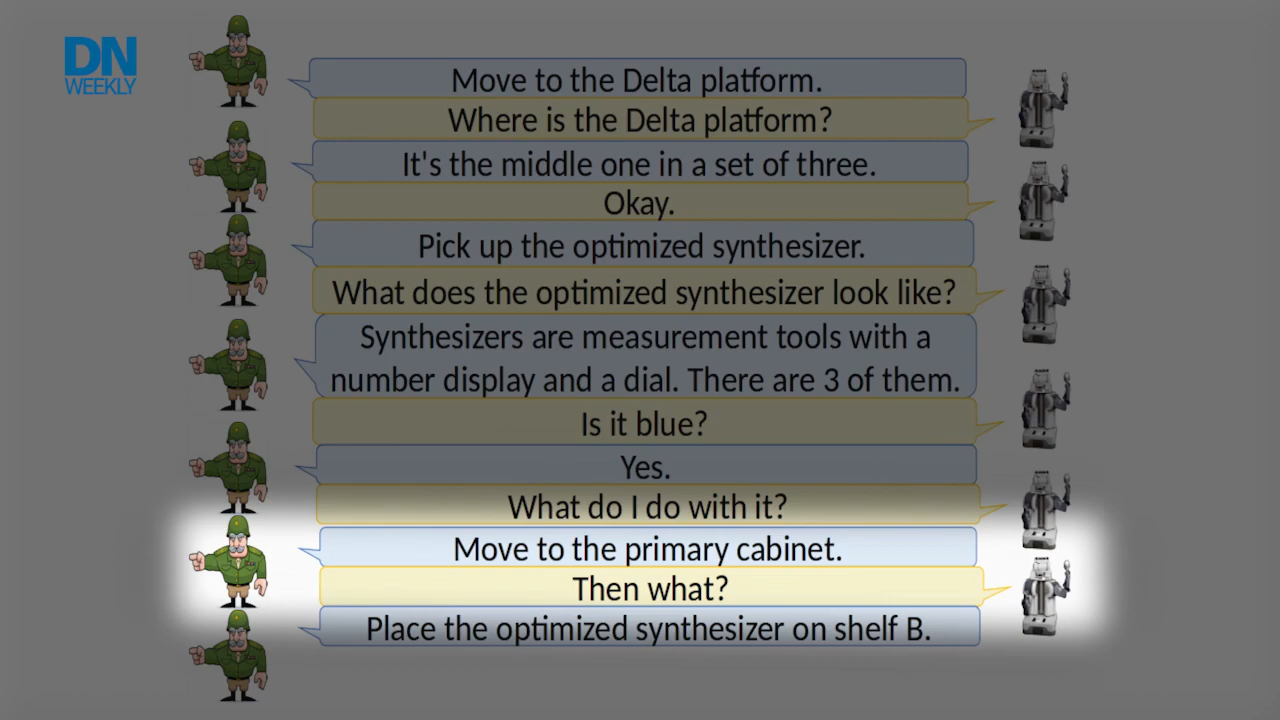 DN
WEEKLY
Move to the Delta platform.
Where is the Delta platform?
It's the middle one in a set of three.
Okay.
Pick up the optimized synthesizer.
What does the optimized synthesizer look like?
Synthesizers are measurement tools with a
number display and a dial. There are 3 of them.
Is it blue?
Yes.
What do I do with it?
Move to the primary cabinet.
Then what?
Place the optimized synthesizer on shelf B.